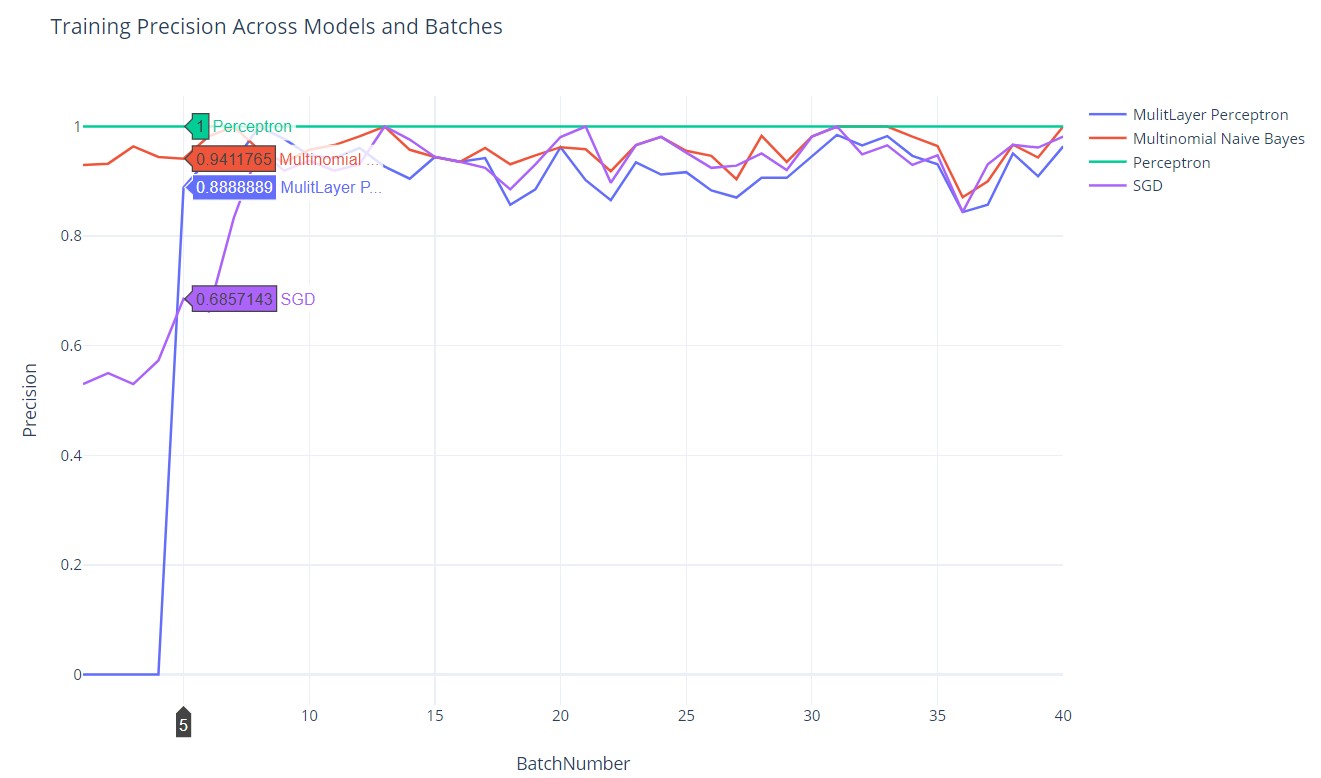 Training Precision Across Models and Batches
MulitLayer Perceptron
Multinomial Naive Bayes
Perceptron
SGD
1
0.8
0.6
0.4
0.2
0
1 Perceptron
0.9411765 Multinomial ...
0.8888889 MulitLayer P...
0.6857143 SGD
5
10
15
20
25
30
35
40
Precision
BatchNumber